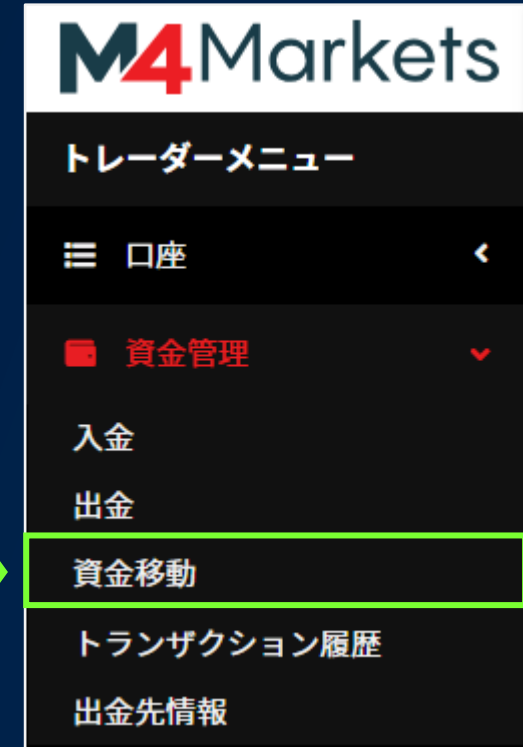 M4Markets
トレーダーメニュー
口座
資金管理
入金
出金
資金移動
トランザクション履歴
出金先情報